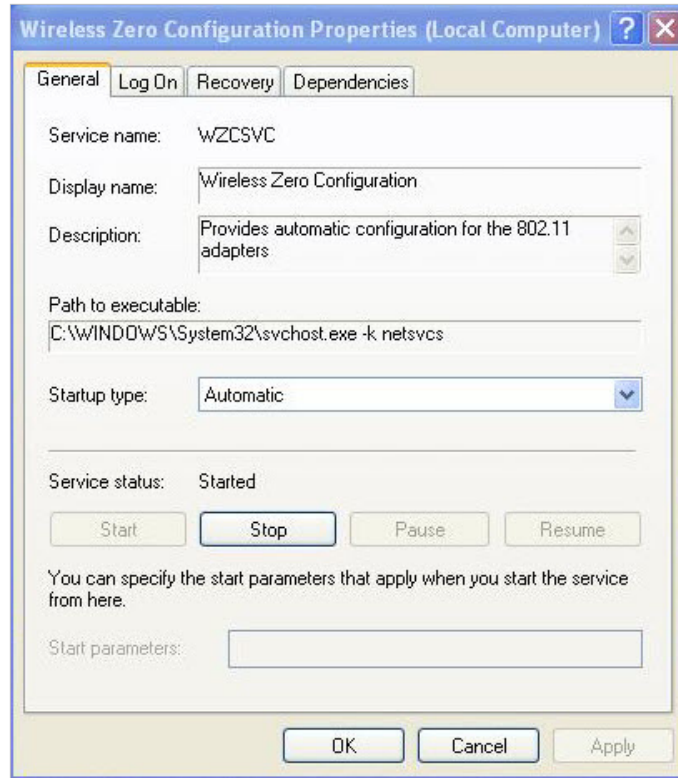 Wireless Zero Configuration Properties (Local Computer)
General Log On Recovery Dependencies
Service name: WZCSVC
Display name: Wireless Zero Configuration
Description: Provides automatic configuration for the 802.11
adapters
Path to executable:
C:\WINDOWS\System32\svchost.exe -k netsvcs
Startup type: Automatic
Service status: Started
Start Stop Pause Resume
You can specify the start parameters that apply when you start the service
from here.
Start parameters:
OK Cancel Apply